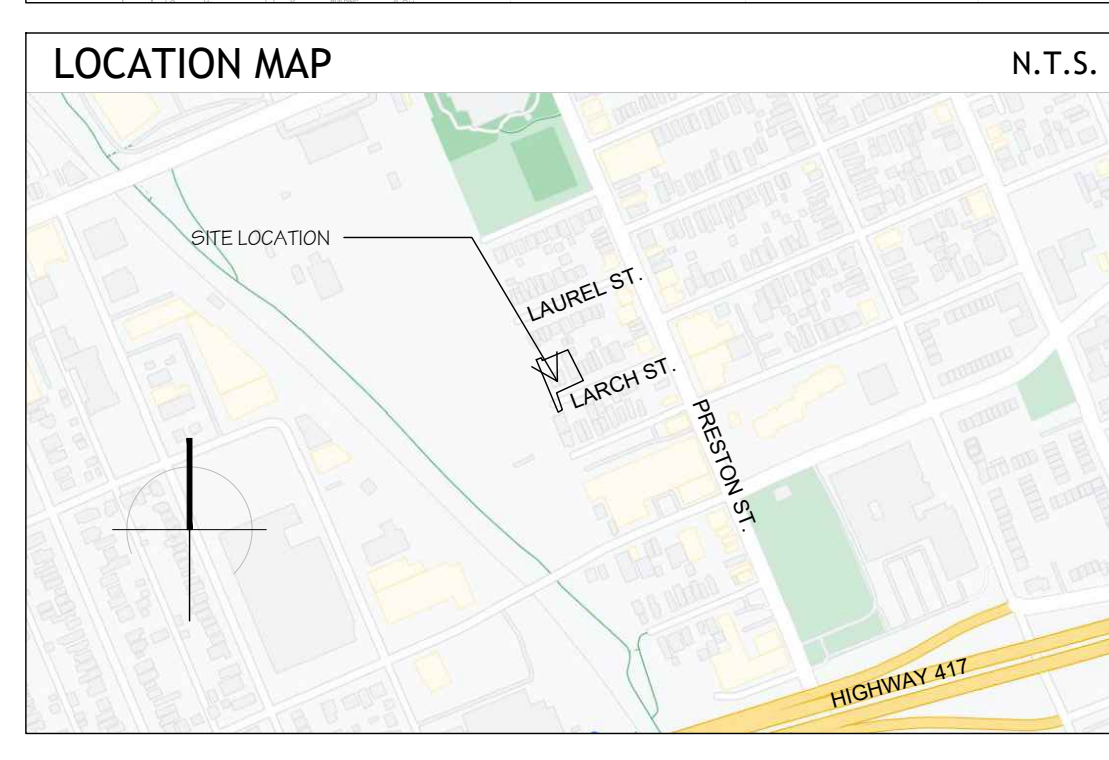 LOCATION MAP
N.T.S.
SITE LOCATION
LAUREL ST.
LARCH ST.
PRESTON ST.
HIGHWAY 417